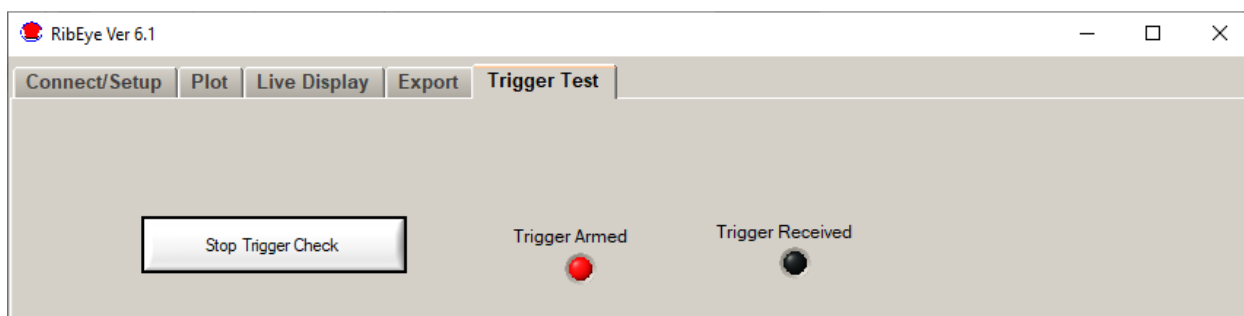 RibEye Ver 6.1
Connect/Setup Plot Live Display Export Trigger Test
Stop Trigger Check
Trigger Armed
Trigger Received